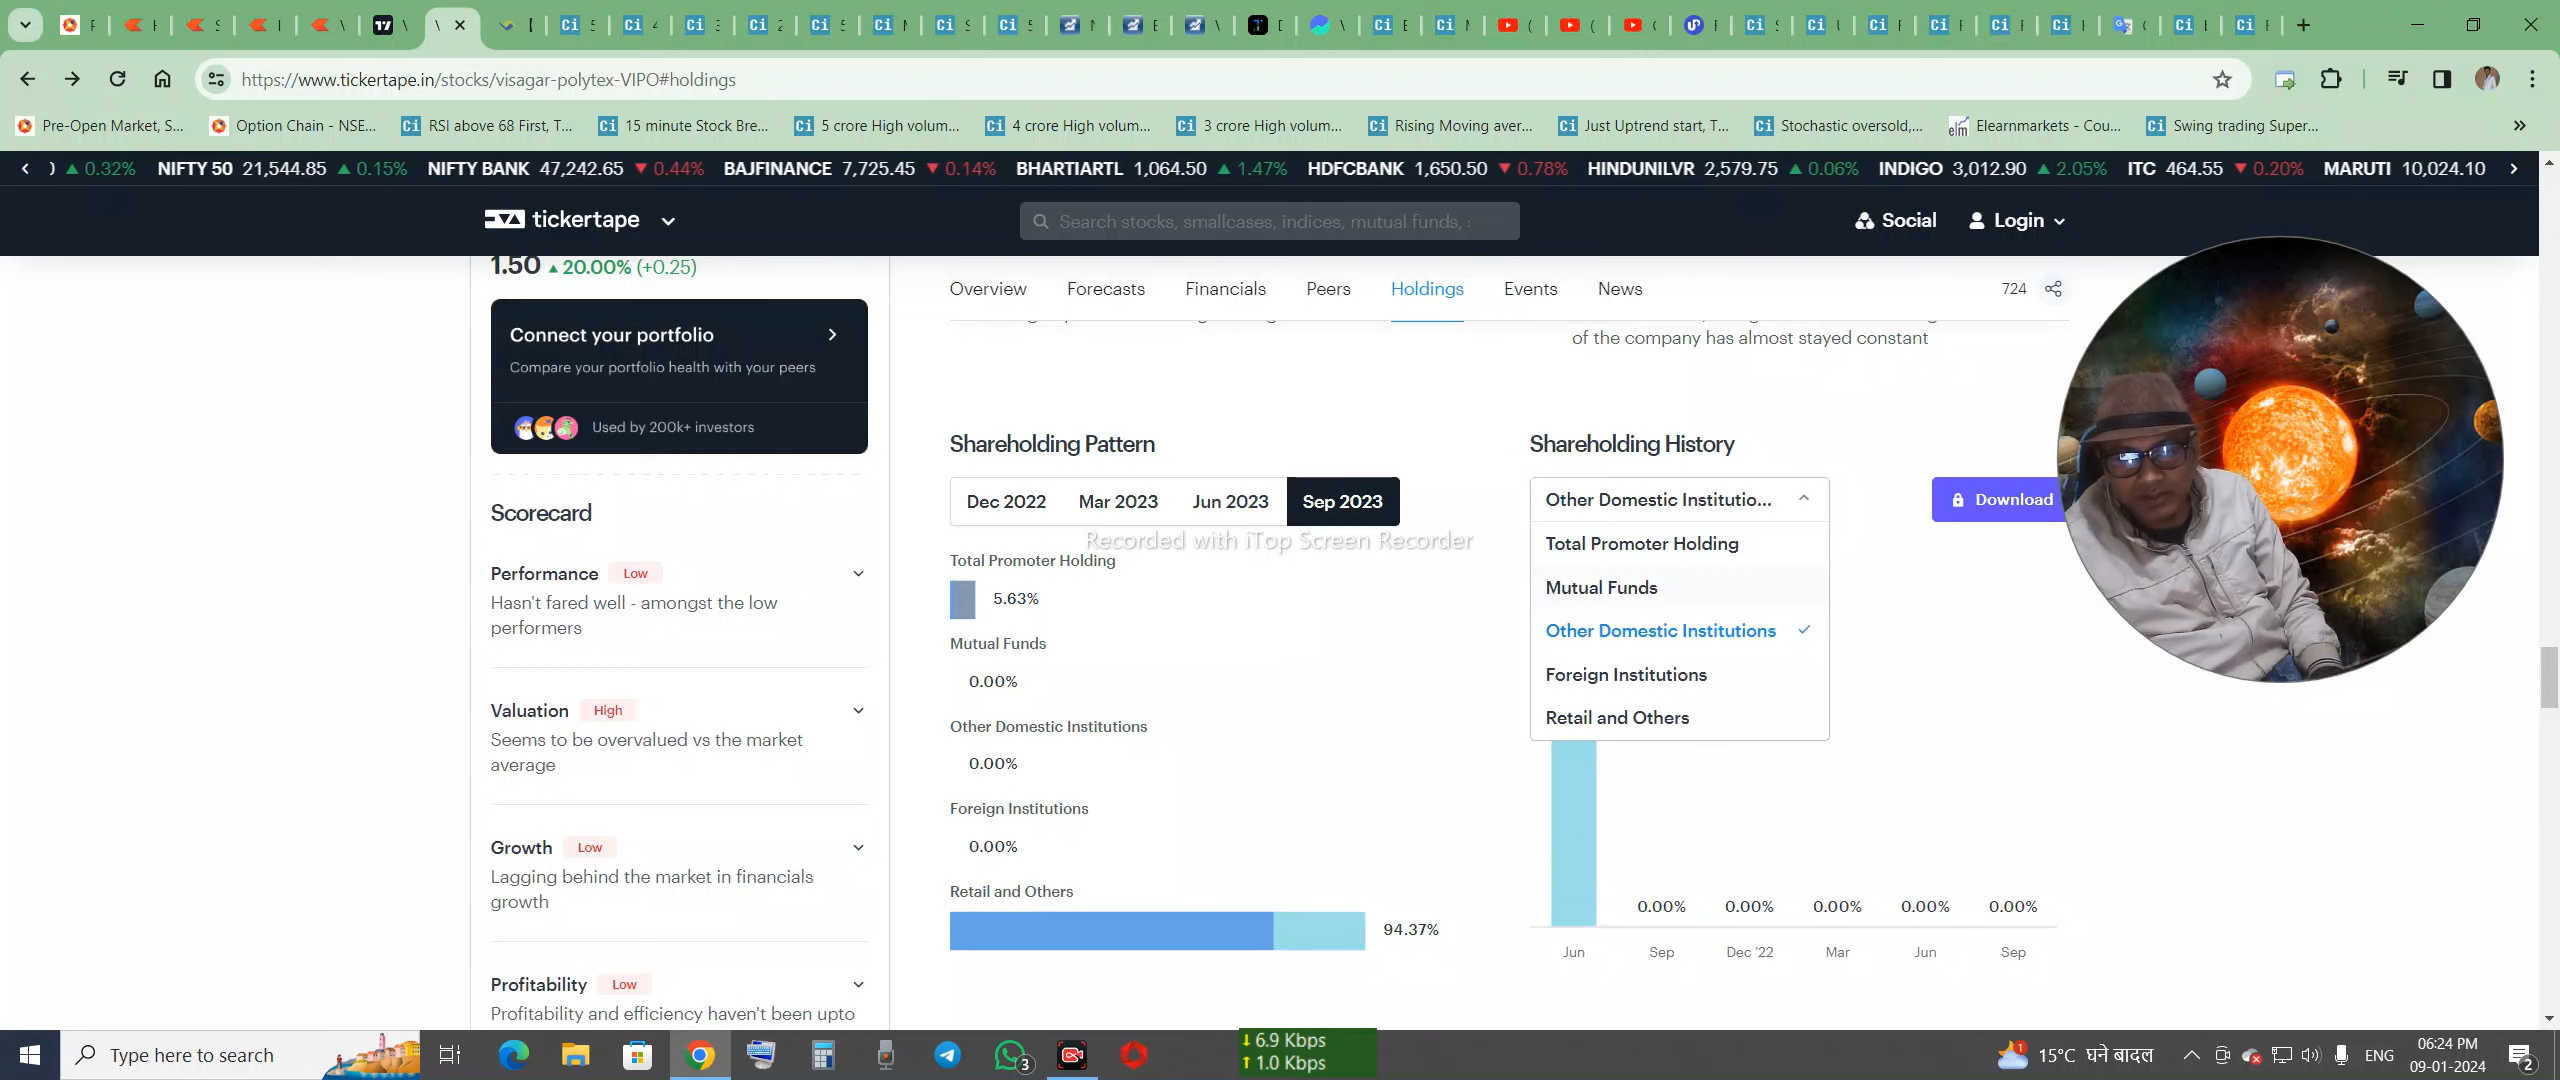 https://www.tickertape.in/stocks/visagar-polytex-VIPO#holdings
Pre-Open Market, S...
Option Chain - NSE...
RSI above 68 First, T...
15 minute Stock Bre...
5 crore High volum...
4 crore High volum...
3 crore High volum...
Rising Moving aver...
Just Uptrend start, T...
Stochastic oversold,...
Elearnmarkets - Cou...
Swing trading Super...
0.32% NIFTY 50 21,544.85 0.15% NIFTY BANK 47,242.65 0.44% BAJFINANCE 7,725.45 0.14% BHARTIARTL 1,064.50 1.47% HDFCBANK 1,650.50 0.78% HINDUNILVR 2,579.75 0.06% INDIGO 3,012.90 2.05% ITC 464.55 0.20% MARUTI 10,024.10
tickertape
Search stocks, smallcases, indices, mutual funds, :
Social
Login
1.50 20.00% (+0.25)
Connect your portfolio
Compare your portfolio health with your peers
Used by 200k+ investors
Scorecard
Performance Low
Hasn't fared well - amongst the low
performers
Valuation High
Seems to be overvalued vs the market
average
Growth Low
Lagging behind the market in financials
growth
Profitability Low
Profitability and efficiency haven't been upto
Overview Forecasts Financials Peers Holdings Events News
724
of the company has almost stayed constant
Shareholding Pattern
Dec 2022 Mar 2023 Jun 2023 Sep 2023
Recorded with iTop Screen Recorder
Total Promoter Holding
5.63%
Mutual Funds
0.00%
Other Domestic Institutions
0.00%
Foreign Institutions
0.00%
Retail and Others
94.37%
Shareholding History
Other Domestic Institutio...
Download
Total Promoter Holding
Mutual Funds
Other Domestic Institutions
Foreign Institutions
Retail and Others
0.00% 0.00% 0.00% 0.00% 0.00%
Jun Sep Dec '22 Mar Jun Sep
Type here to search
3
6.9 Kbps
1.0 Kbps
1
15°C घने बादल
ENG
06:24 PM
09-01-2024
2